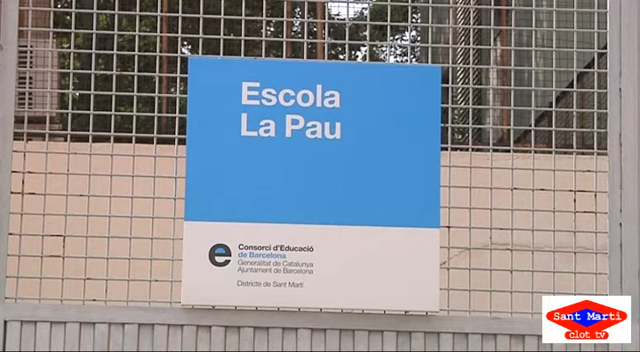 Escola
La Pau
e
Consorci d'Educació
de Barcelona
Generalitat de Catalunya
Ajuntament de Barcelona
Districte de Sant Martí
Sant Marti
clot tv